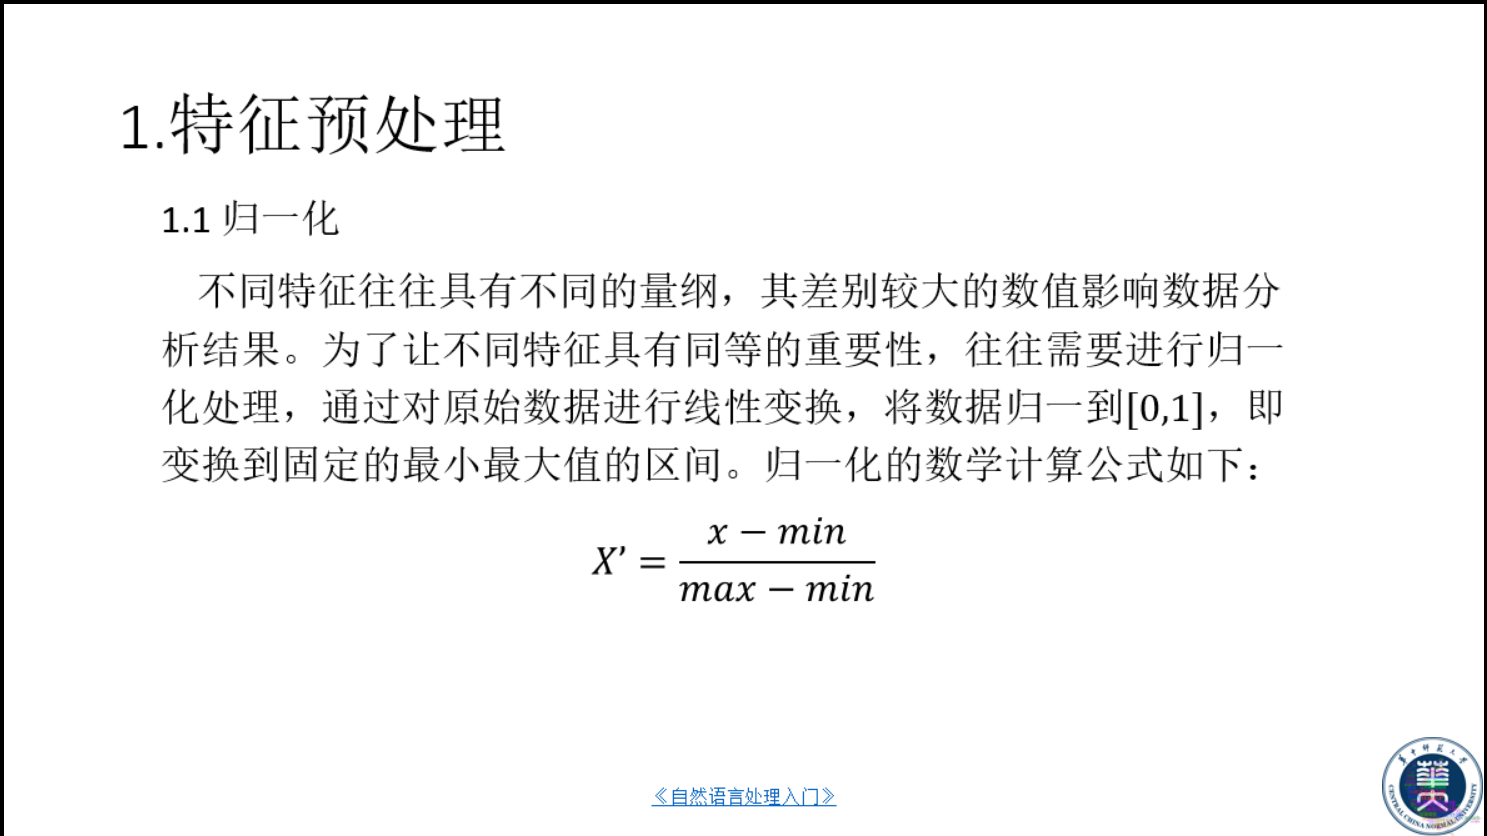 1.特征预处理
1.1 归一化
不同特征往往具有不同的量纲，其差别较大的数值影响数据分
析结果。为了让不同特征具有同等的重要性，往往需要进行归一
化处理，通过对原始数据进行线性变换，将数据归一到[0,1]，即
变换到固定的最小最大值的区间。归一化的数学计算公式如下：
X’ = (x − min) / (max − min)
《自然语言处理入门》
华中师范大学
CENTRAL CHINA NORMAL UNIVERSITY